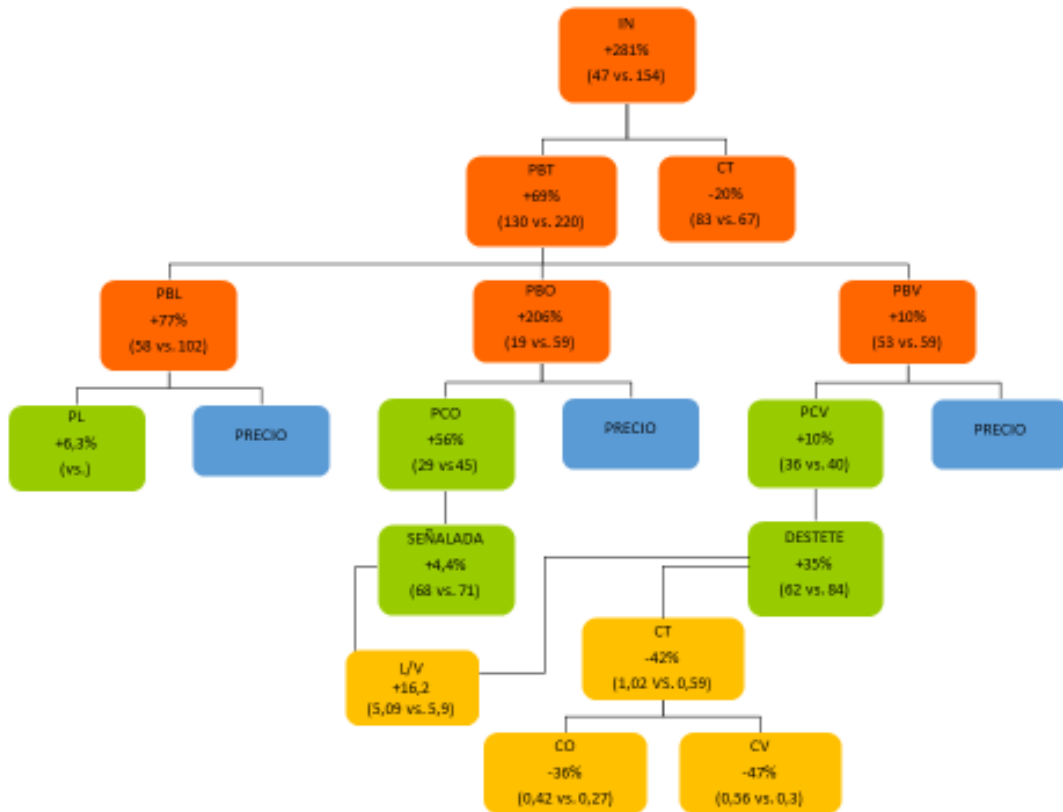 IN
+281%
(47 vs. 154)
PBT
+69%
(130 vs. 220)
CT
-20%
(83 vs. 67)
PBL
+77%
(58 vs. 102)
PBO
+206%
(19 vs. 59)
PBV
+10%
(53 vs. 59)
PL
+6,3%
(vs.)
PRECIO
PCO
+56%
(29 vs 45)
PRECIO
PCV
+10%
(36 vs. 40)
PRECIO
SEÑALADA
+4,4%
(68 vs. 71)
DESTETE
+35%
(62 vs. 84)
L/V
+16,2
(5,09 vs. 5,9)
CT
-42%
(1,02 VS. 0,59)
CO
-36%
(0,42 vs. 0,27)
CV
-47%
(0,56 vs. 0,3)